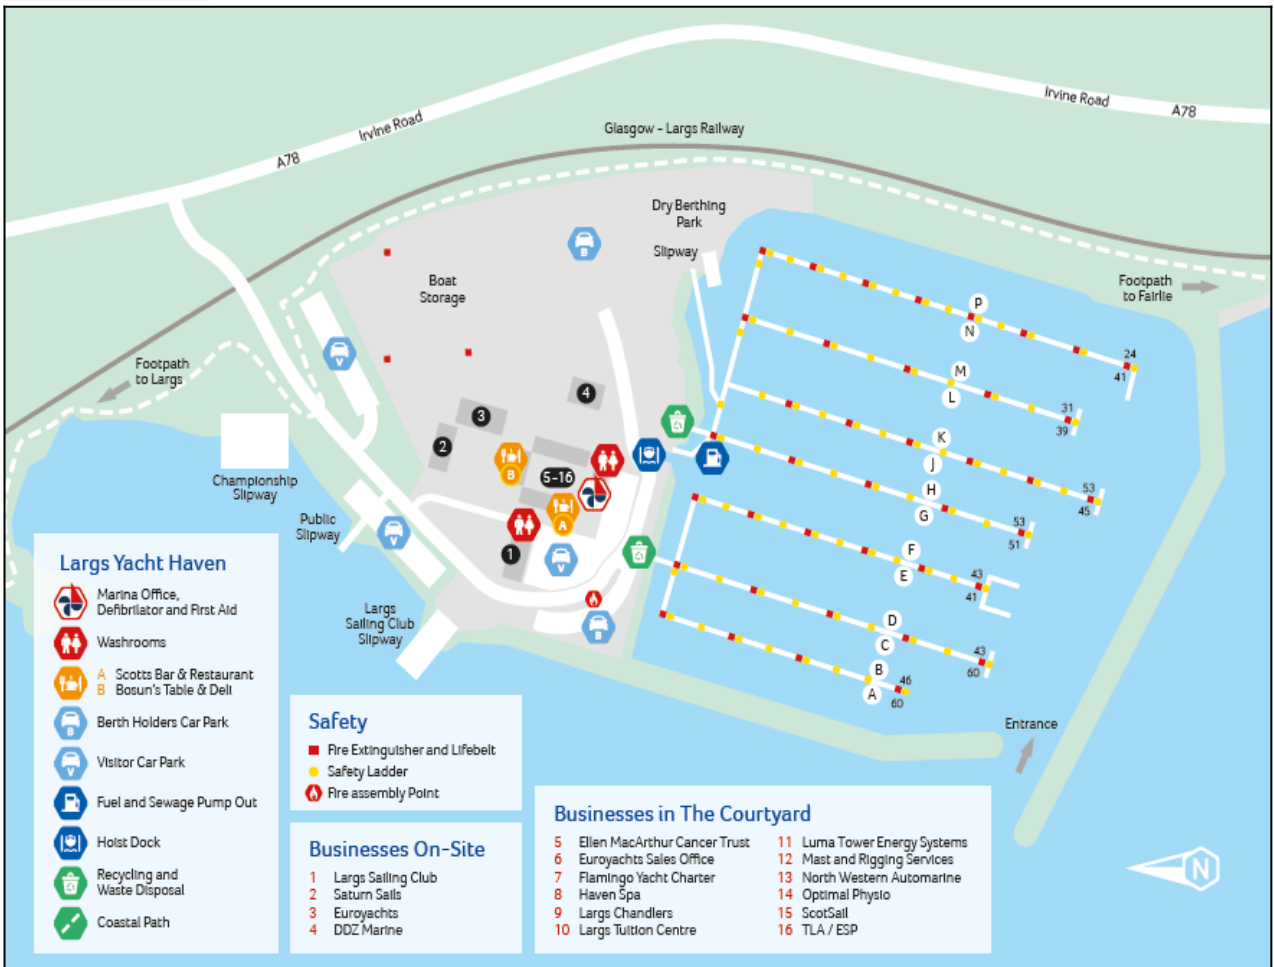 Irvine Road
A78
Irvine Road
A78
Glasgow - Largs Railway
Dry Berthing
Park
Slipway
B
Boat
Storage
Footpath
to Fairlie
Footpath
to Largs
V
P
N
24
41
M
L
31
39
K
J
53
45
H
G
53
51
F
E
43
41
D
C
43
60
B
A
46
60
4
3
2
B
5-16
A
1
V
V
B
Championship
Slipway
Public
Slipway
Largs
Sailing Club
Slipway
Entrance
N
Largs Yacht Haven
Marina Office,
Defibrilator and First Aid
Washrooms
A Scotts Bar & Restaurant
B Bosun's Table & Deli
B Berth Holders Car Park
V Visitor Car Park
Fuel and Sewage Pump Out
Hoist Dock
Recycling and
Waste Disposal
Coastal Path
Safety
Fire Extinguisher and Lifebelt
Safety Ladder
Fire assembly Point
Businesses On-Site
1 Largs Sailing Club
2 Saturn Sails
3 Euroyachts
4 DDZ Marine
Businesses in The Courtyard
5 Ellen MacArthur Cancer Trust
6 Euroyachts Sales Office
7 Flamingo Yacht Charter
8 Haven Spa
9 Largs Chandlers
10 Largs Tuition Centre
11 Luma Tower Energy Systems
12 Mast and Rigging Services
13 North Western Automarine
14 Optimal Physio
15 ScotSail
16 TLA / ESP